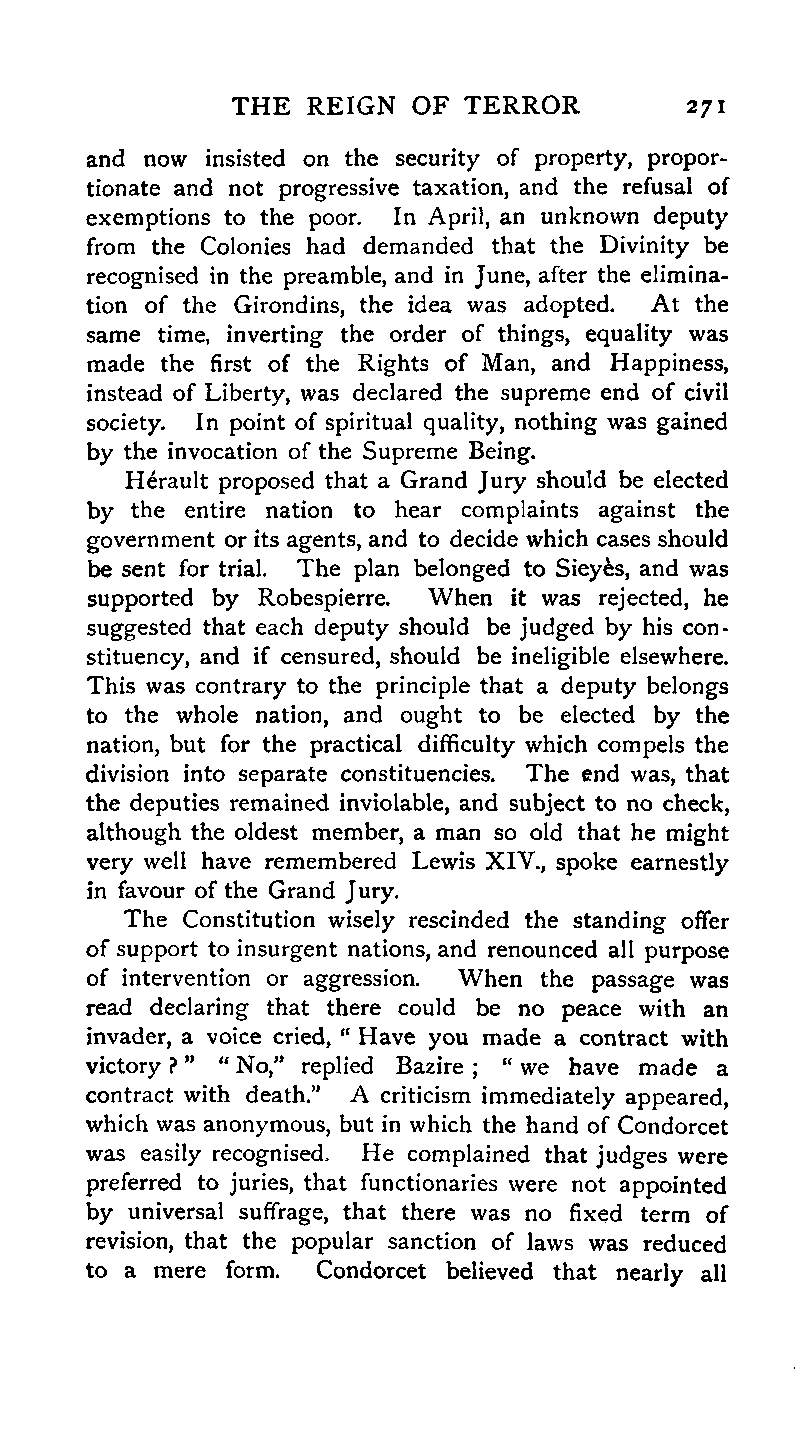 THE REIGN OF TERROR 271
and now insisted on the security of property, propor-
tionate and not progressive taxation, and the refusal of
exemptions to the poor. In April, an unknown deputy
from the Colonies had demanded that the Divinity be
recognised in the preamble, and in June, after the elimina-
tion of the Girondins, the idea was adopted. At the
same time, inverting the order of things, equality was
made the first of the Rights of Man, and Happiness,
instead of Liberty, was declared the supreme end of civil
society. In point of spiritual quality, nothing was gained
by the invocation of the Supreme Being.
Hérault proposed that a Grand Jury should be elected
by the entire nation to hear complaints against the
government or its agents, and to decide which cases should
be sent for trial. The plan belonged to Sieyès, and was
supported by Robespierre. When it was rejected, he
suggested that each deputy should be judged by his con-
stituency, and if censured, should be ineligible elsewhere.
This was contrary to the principle that a deputy belongs
to the whole nation, and ought to be elected by the
nation, but for the practical difficulty which compels the
division into separate constituencies. The end was, that
the deputies remained inviolable, and subject to no check,
although the oldest member, a man so old that he might
very well have remembered Lewis XIV., spoke earnestly
in favour of the Grand Jury.
The Constitution wisely rescinded the standing offer
of support to insurgent nations, and renounced all purpose
of intervention or aggression. When the passage was
read declaring that there could be no peace with an
invader, a voice cried, “ Have you made a contract with
victory ? ” “ No,” replied Bazire ; “ we have made a
contract with death.” A criticism immediately appeared,
which was anonymous, but in which the hand of Condorcet
was easily recognised. He complained that judges were
preferred to juries, that functionaries were not appointed
by universal suffrage, that there was no fixed term of
revision, that the popular sanction of laws was reduced
to a mere form. Condorcet believed that nearly all